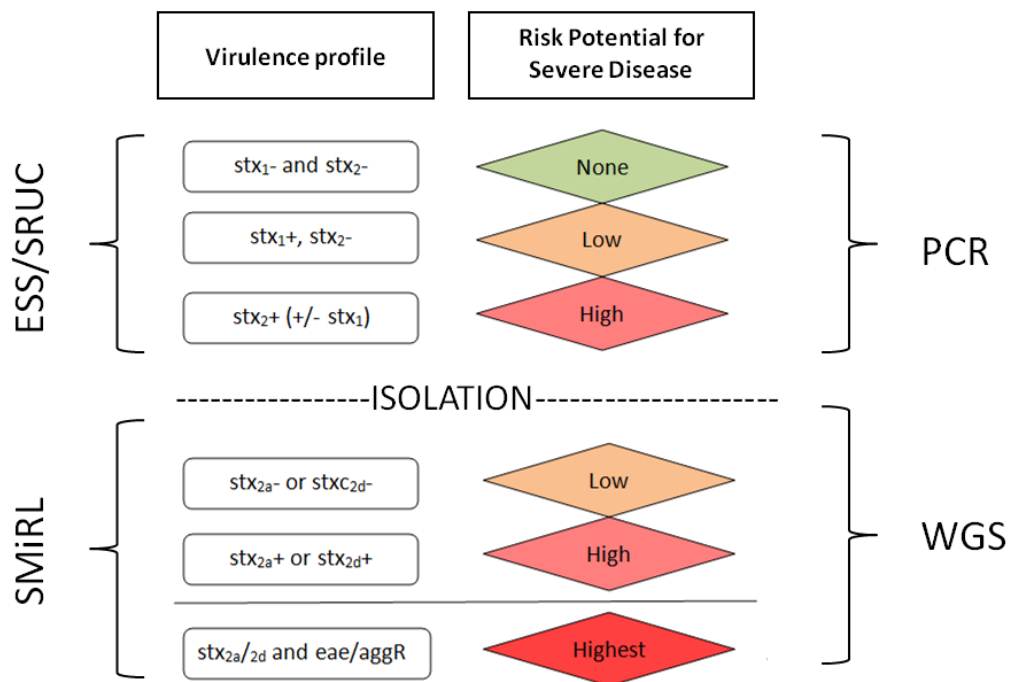 Virulence profile
Risk Potential for
Severe Disease
ESS/SRUC
stx₁- and stx₂-
None
stx₁+, stx₂-
Low
stx₂+ (+/- stx₁)
High
PCR
-----------------ISOLATION---------------------
SMiRL
stx₂ₐ- or stxc₂d-
Low
stx₂ₐ+ or stx₂d+
High
WGS
stx₂ₐ/₂d and eae/aggR
Highest